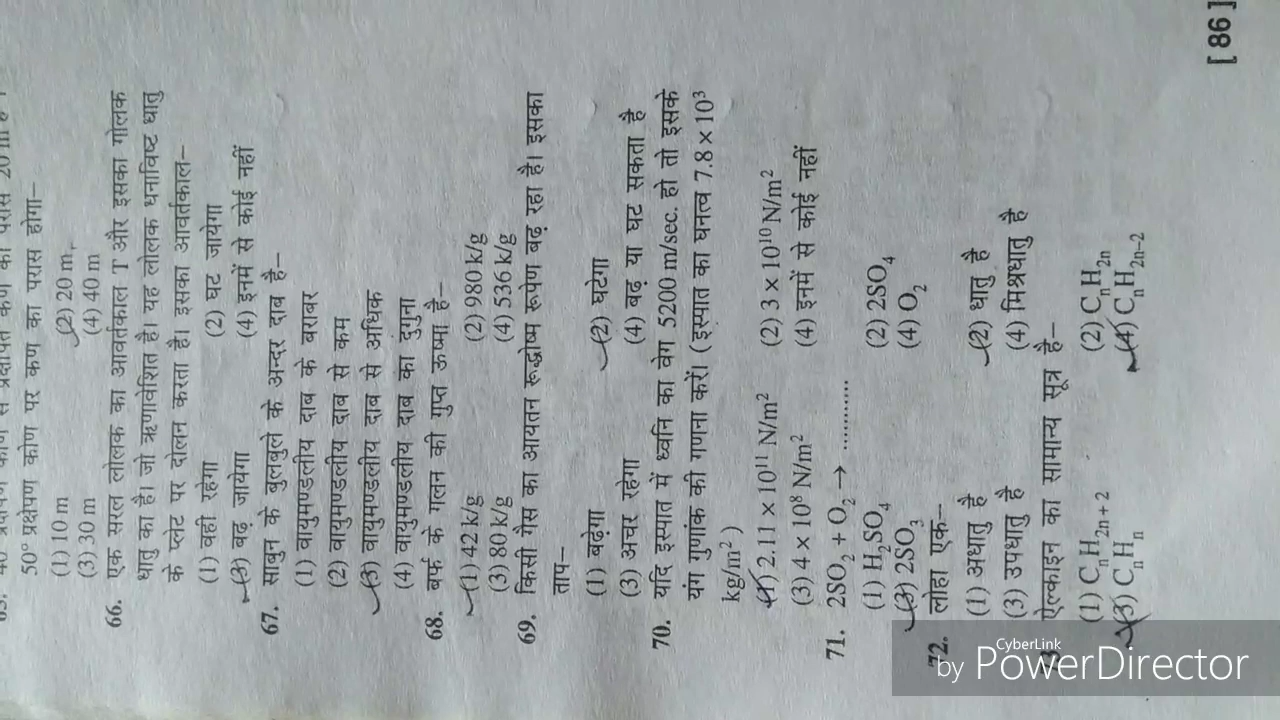 50° प्रक्षेपण कोण पर कण का परास होगा–
(1) 10 m (2) 20 m
(3) 30 m (4) 40 m
66. एक सरल लोलक का आवर्तकाल T और इसका गोलक
धातु का है। जो ऋणावेशित है। यह लोलक धनाविष्ट धातु
के प्लेट पर दोलन करता है। इसका आवर्तकाल–
(1) वही रहेगा (2) घट जायेगा
(3) बढ़ जायेगा (4) इनमें से कोई नहीं
67. साबुन के बुलबुले के अन्दर दाब है–
(1) वायुमण्डलीय दाब के बराबर
(2) वायुमण्डलीय दाब से कम
(3) वायुमण्डलीय दाब से अधिक
(4) वायुमण्डलीय दाब का दुगुना
68. बर्फ के गलन की गुप्त ऊष्मा है–
(1) 42 k/g (2) 980 k/g
(3) 80 k/g (4) 536 k/g
69. किसी गैस का आयतन रूद्धोष्म रूपेण बढ़ रहा है। इसका
ताप–
(1) बढ़ेगा (2) घटेगा
(3) अचर रहेगा (4) बढ़ या घट सकता है
70. यदि इस्पात में ध्वनि का वेग 5200 m/sec. हो तो इसके
यंग गुणांक की गणना करें। (इस्पात का घनत्व 7.8 × 10³
kg/m²)
(1) 2.11 × 10¹¹ N/m² (2) 3 × 10¹⁰ N/m²
(3) 4 × 10⁸ N/m² (4) इनमें से कोई नहीं
71. 2SO₂ + O₂ → ...........
(1) H₂SO₄ (2) 2SO₄
(3) 2SO₃ (4) O₂
72. लोहा एक–
(1) अधातु है (2) धातु है
(3) उपधातु है (4) मिश्रधातु है
73 ऐल्काइन का सामान्य सूत्र है–
(1) CₙH₂ₙ₊₂ (2) CₙH₂ₙ
(3) CₙHₙ (4) CₙH₂ₙ₋₂
[ 86 ]
CyberLink
by PowerDirector